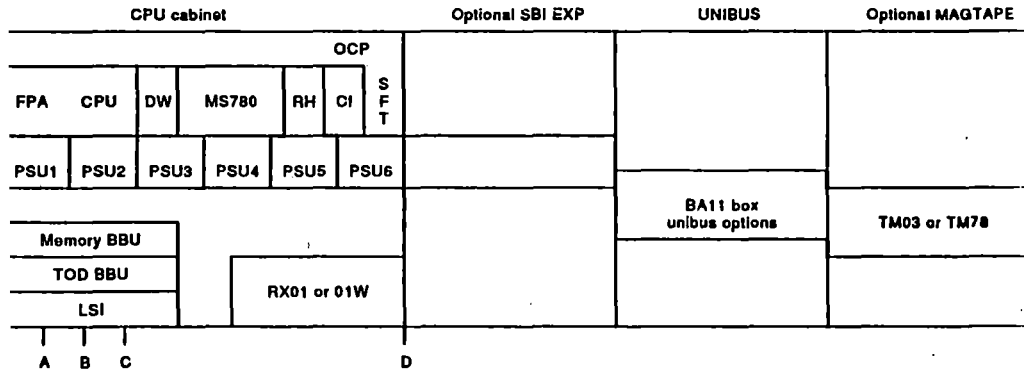 CPU cabinet
Optional SBI EXP
UNIBUS
Optional MAGTAPE
OCP
FPA CPU DW MS780 RH CI
S
F
T
PSU1 PSU2 PSU3 PSU4 PSU5 PSU6
BA11 box
unibus options
TM03 or TM78
Memory BBU
TOD BBU
LSI
RX01 or 01W
A B C D